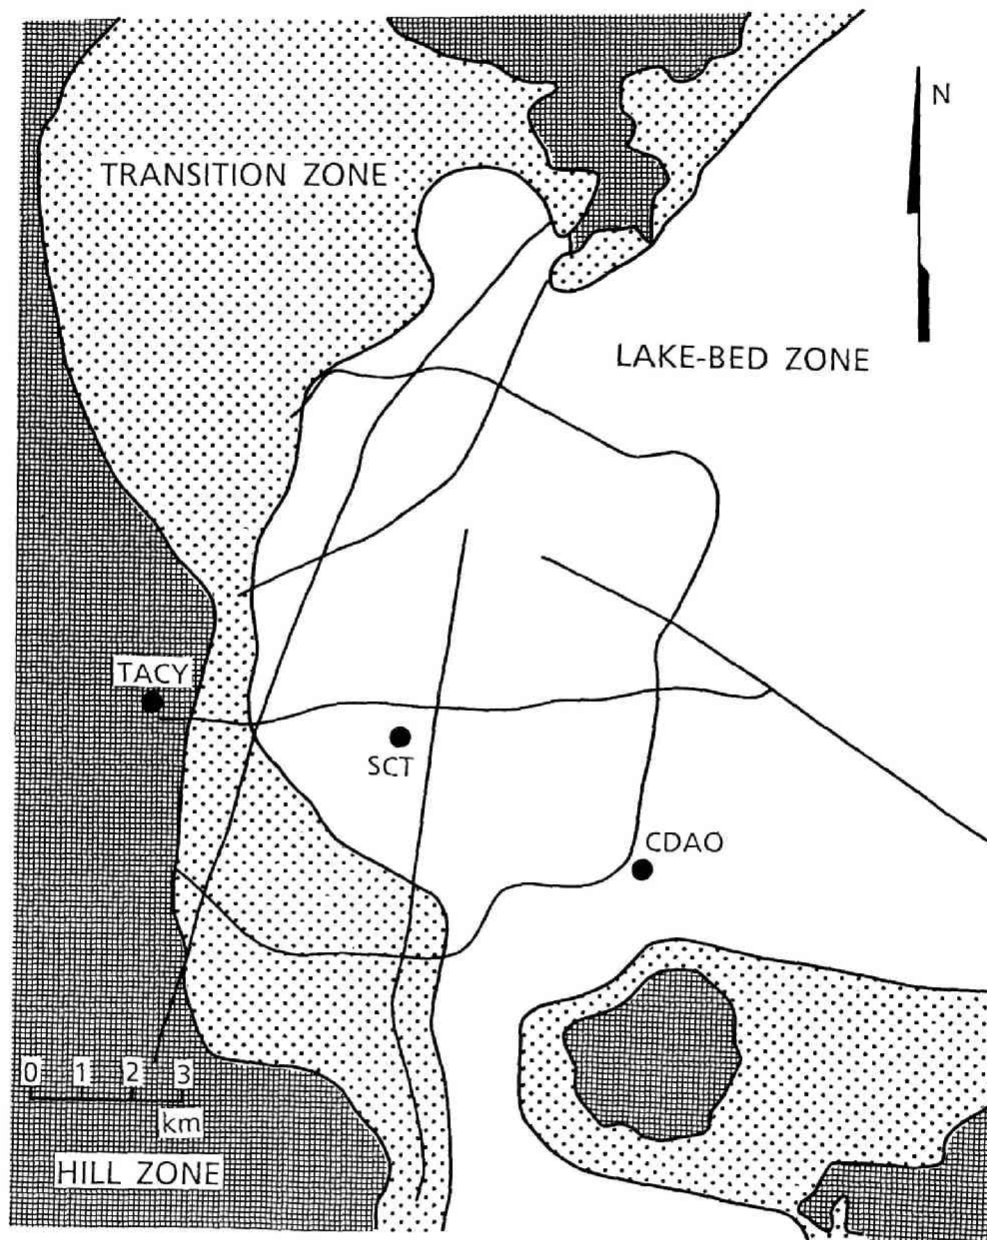 N
TRANSITION ZONE
LAKE-BED ZONE
TACY
SCT
CDAO
0 1 2 3
km
HILL ZONE